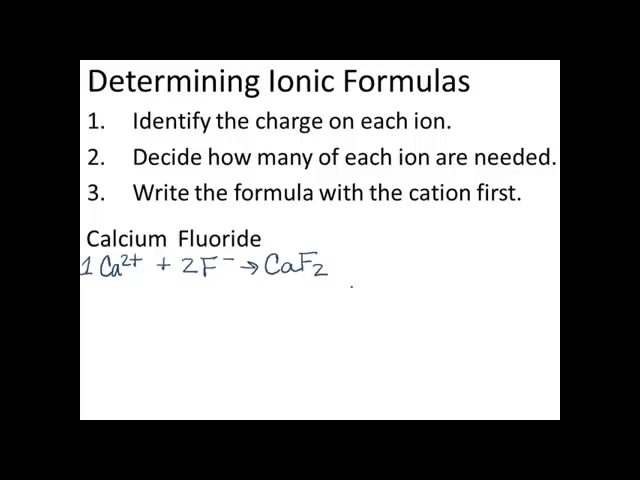 Determining Ionic Formulas
1. Identify the charge on each ion.
2. Decide how many of each ion are needed.
3. Write the formula with the cation first.
Calcium Fluoride
1 Ca²⁺ + 2F⁻ → CaF₂